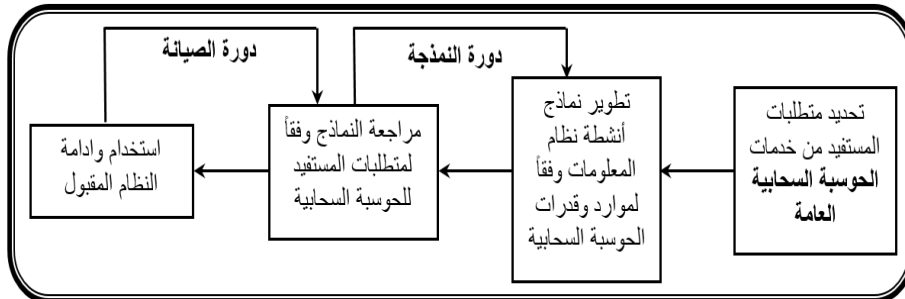 دورة الصيانة
دورة النمذجة
تحديد متطلبات
المستفيد من خدمات
الحوسبة السحابية
العامة
تطوير نماذج
أنشطة نظام
المعلومات وفقاً
لموارد وقدرات
الحوسبة السحابية
مراجعة النماذج وفقاً
لمتطلبات المستفيد
للحوسبة السحابية
استخدام وادامة
النظام المقبول